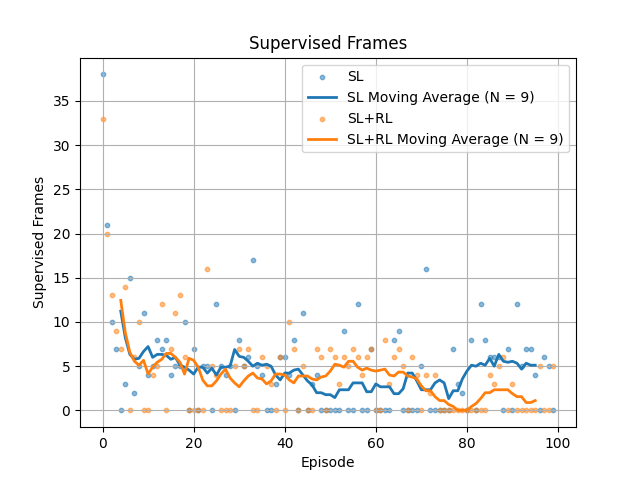 Supervised Frames
SL
SL Moving Average (N = 9)
SL+RL
SL+RL Moving Average (N = 9)
Supervised Frames
35
30
25
20
15
10
5
0
0 20 40 60 80 100
Episode